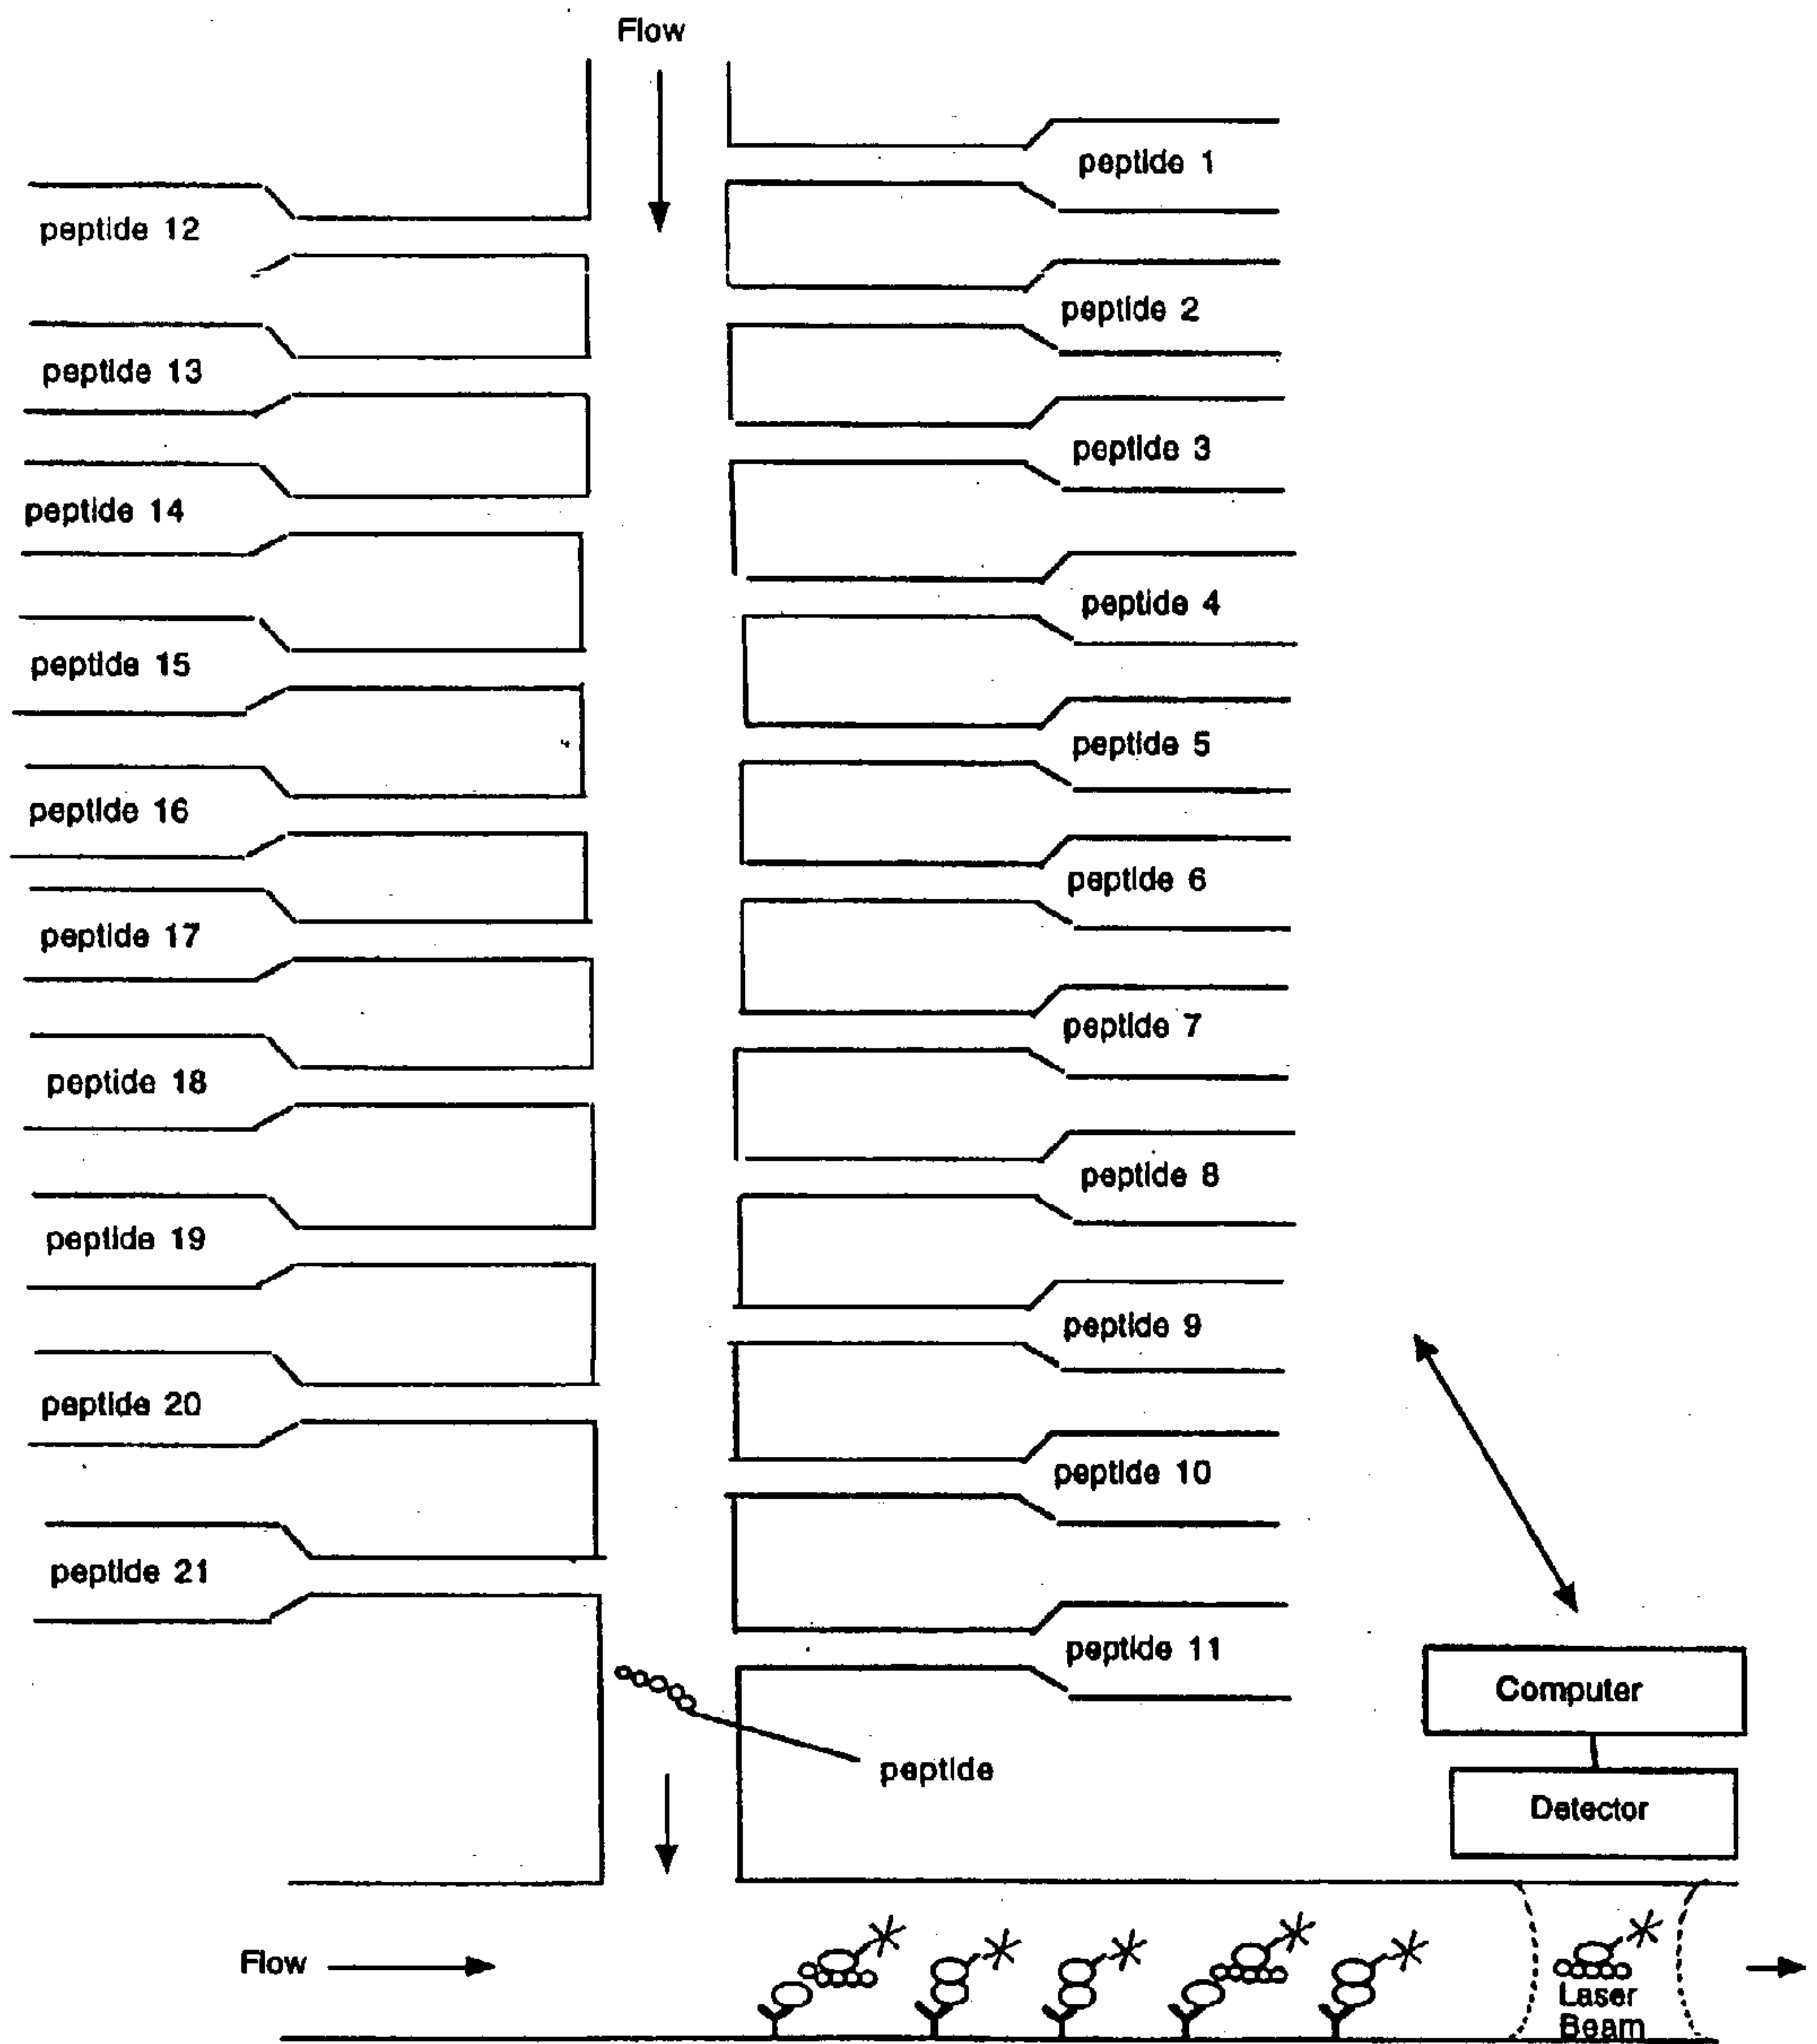 Flow
peptide 1
peptide 12
peptide 2
peptide 13
peptide 3
peptide 14
peptide 4
peptide 15
peptide 5
peptide 16
peptide 6
peptide 17
peptide 7
peptide 18
peptide 8
peptide 19
peptide 9
peptide 20
peptide 10
peptide 21
peptide 11
Computer
peptide
Detector
Flow
Laser
Beam